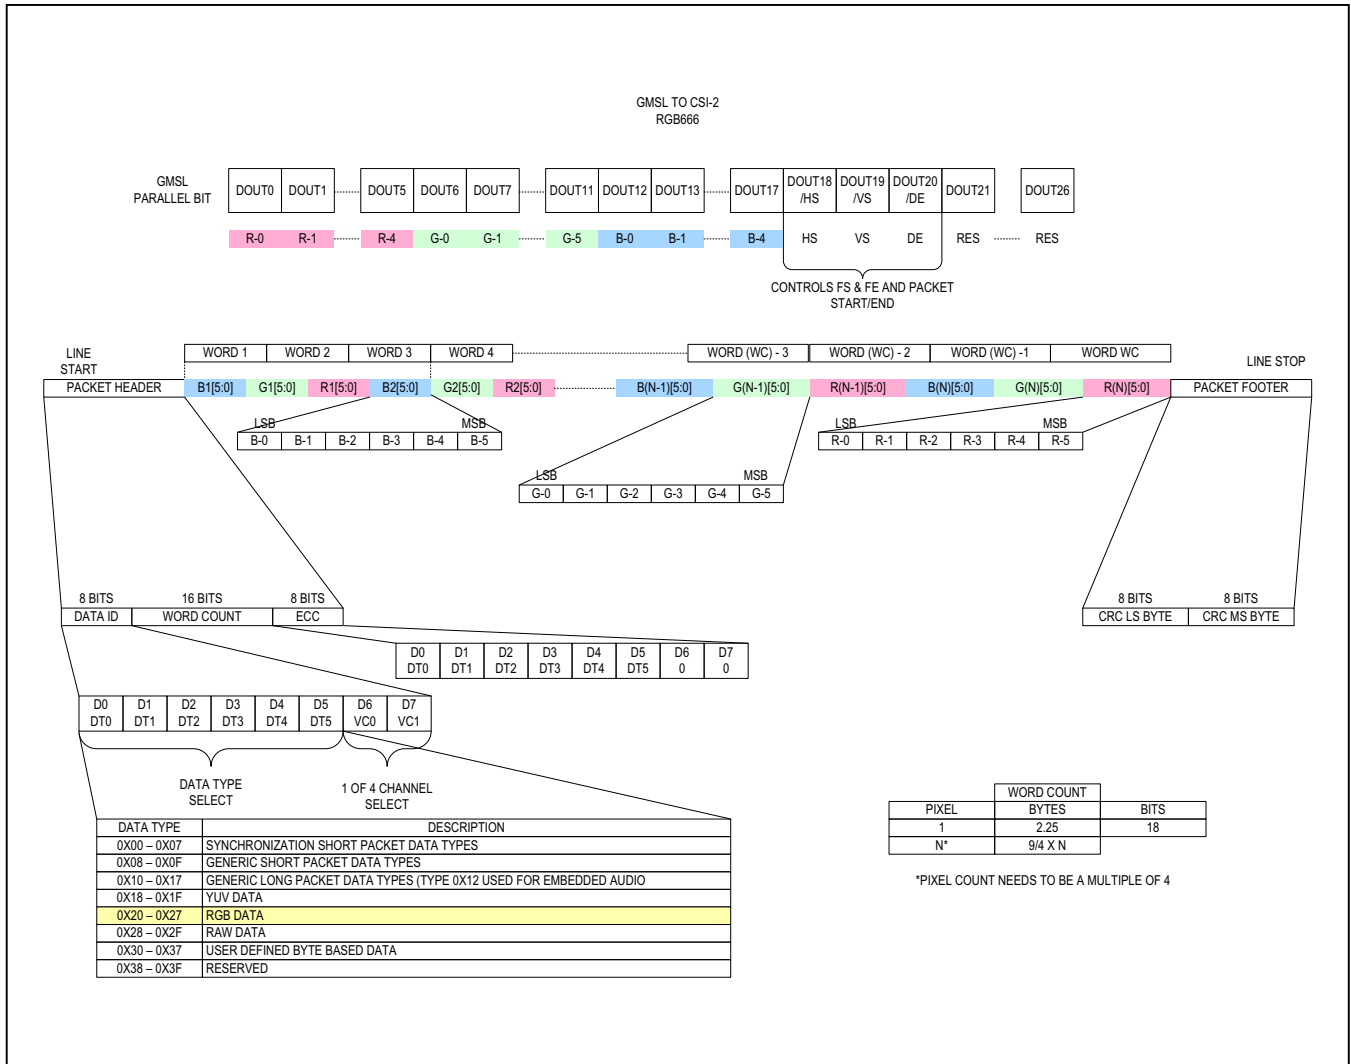 GMSL TO CSI-2
RGB666
GMSL
PARALLEL BIT
DOUT0 DOUT1 DOUT5 DOUT6 DOUT7 DOUT11 DOUT12 DOUT13 DOUT17 DOUT18 /HS DOUT19 /VS DOUT20 /DE DOUT21 DOUT26
R-0 R-1 R-4 G-0 G-1 G-5 B-0 B-1 B-4 HS VS DE RES RES
CONTROLS FS & FE AND PACKET
START/END
LINE
START
WORD 1 WORD 2 WORD 3 WORD 4 WORD (WC) - 3 WORD (WC) - 2 WORD (WC) -1 WORD WC
LINE STOP
PACKET HEADER B1[5:0] G1[5:0] R1[5:0] B2[5:0] G2[5:0] R2[5:0] B(N-1)[5:0] G(N-1)[5:0] R(N-1)[5:0] B(N)[5:0] G(N)[5:0] R(N)[5:0] PACKET FOOTER
LSB MSB
B-0 B-1 B-2 B-3 B-4 B-5
LSB MSB
R-0 R-1 R-2 R-3 R-4 R-5
LSB MSB
G-0 G-1 G-2 G-3 G-4 G-5
8 BITS 16 BITS 8 BITS
DATA ID WORD COUNT ECC
8 BITS 8 BITS
CRC LS BYTE CRC MS BYTE
D0 D1 D2 D3 D4 D5 D6 D7
DT0 DT1 DT2 DT3 DT4 DT5 0 0
D0 D1 D2 D3 D4 D5 D6 D7
DT0 DT1 DT2 DT3 DT4 DT5 VC0 VC1
DATA TYPE
SELECT
1 OF 4 CHANNEL
SELECT
DATA TYPE DESCRIPTION
0X00 – 0X07 SYNCHRONIZATION SHORT PACKET DATA TYPES
0X08 – 0X0F GENERIC SHORT PACKET DATA TYPES
0X10 – 0X17 GENERIC LONG PACKET DATA TYPES (TYPE 0X12 USED FOR EMBEDDED AUDIO
0X18 – 0X1F YUV DATA
0X20 – 0X27 RGB DATA
0X28 – 0X2F RAW DATA
0X30 – 0X37 USER DEFINED BYTE BASED DATA
0X38 – 0X3F RESERVED
WORD COUNT
PIXEL BYTES BITS
1 2.25 18
N* 9/4 X N
*PIXEL COUNT NEEDS TO BE A MULTIPLE OF 4